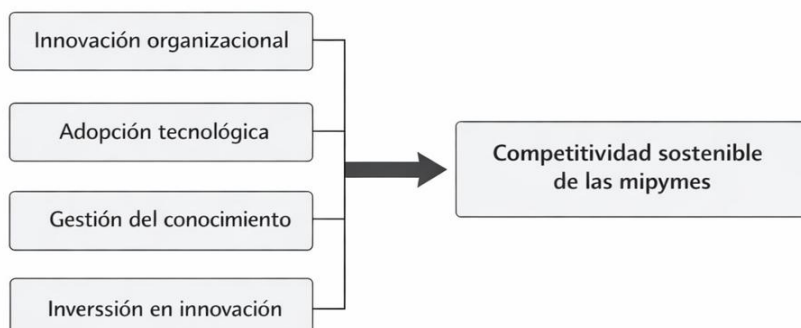 Innovación organizacional
Adopción tecnológica
Gestión del conocimiento
Inverssión en innovación
Competitividad sostenible
de las mipymes